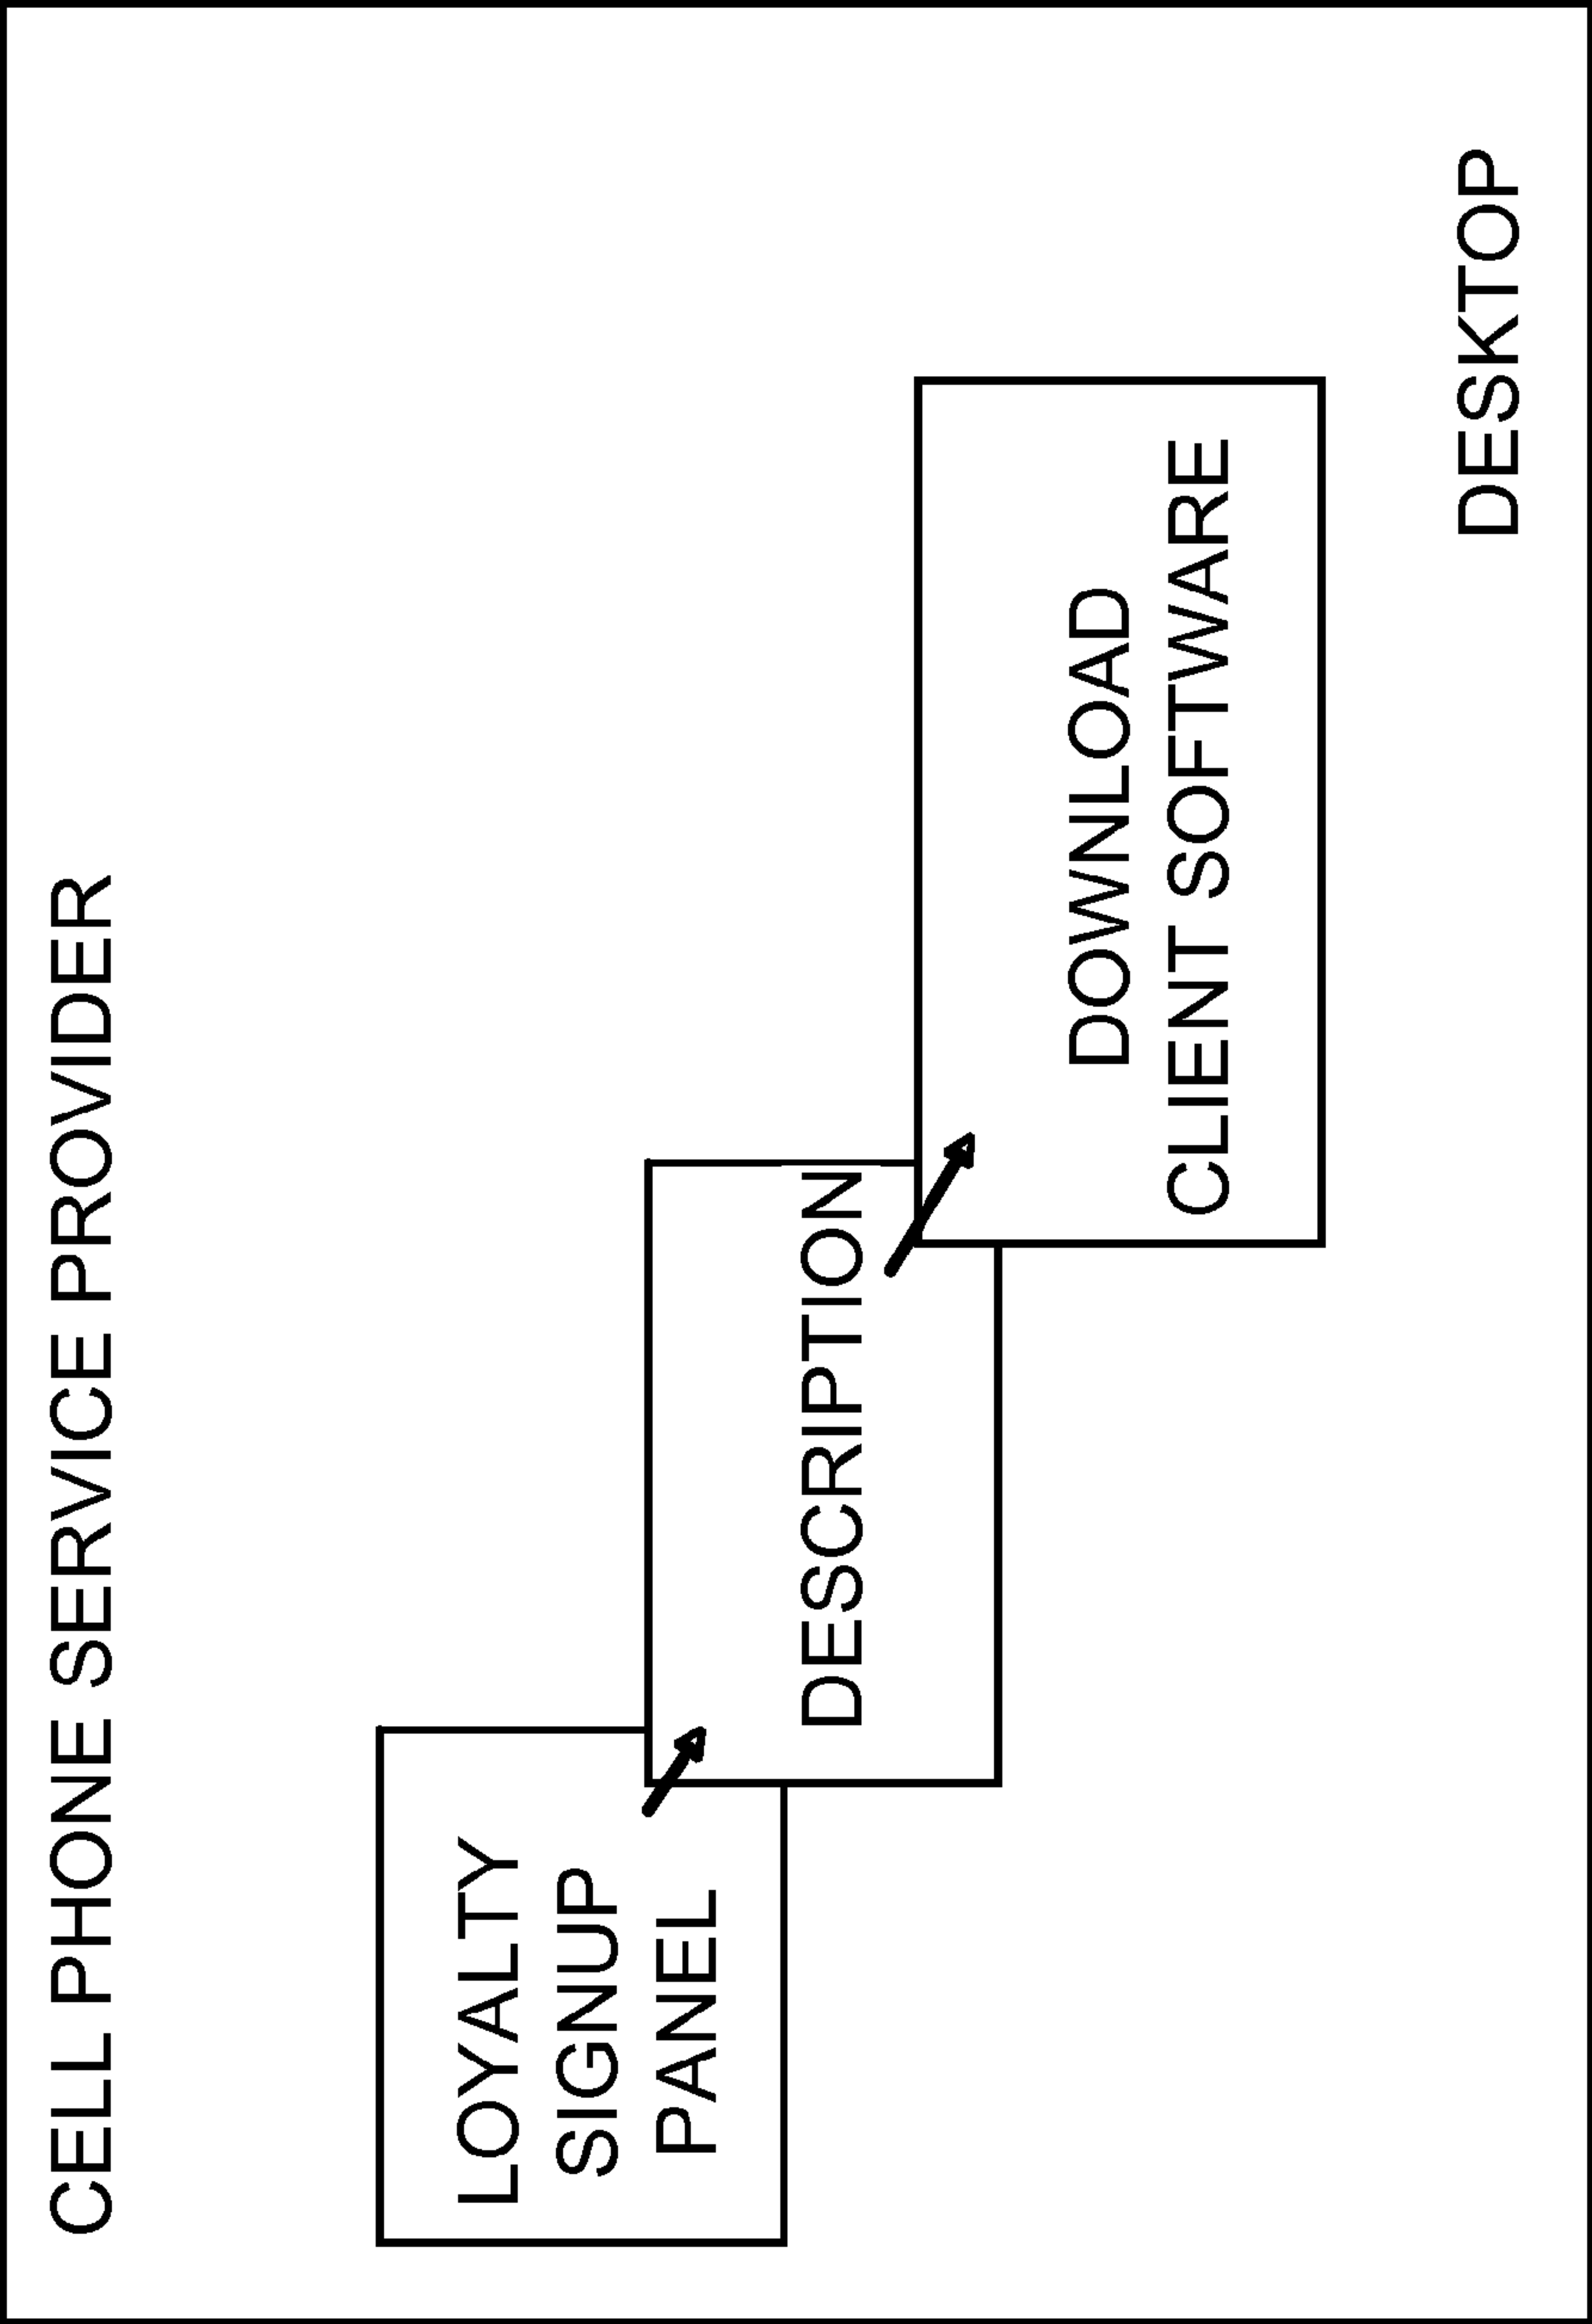 CELL PHONE SERVICE PROVIDER
LOYALTY
SIGNUP
PANEL
DESCRIPTION
DOWNLOAD
CLIENT SOFTWARE
DESKTOP